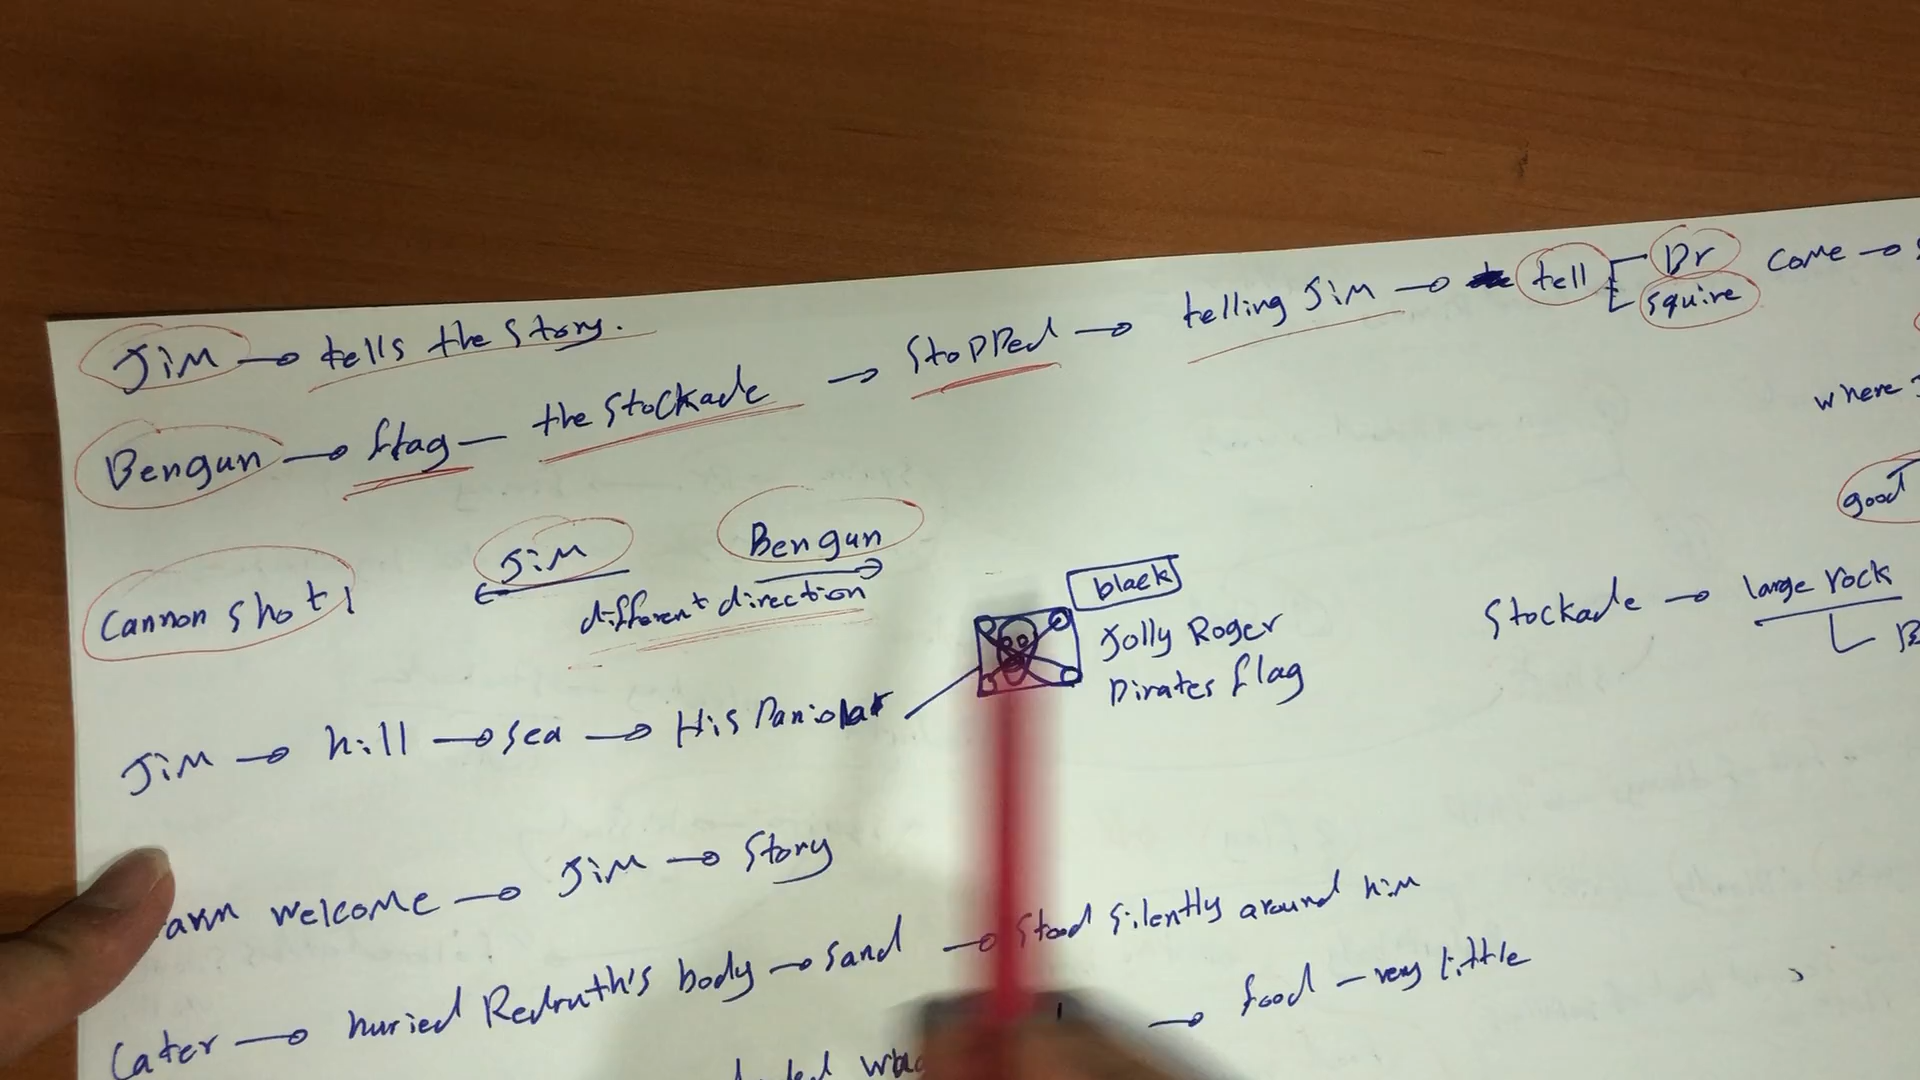 Jim → tells the story.
Bengun → flag — the stockade → stopped → telling Jim → tell Dr squire come →
where
good
Cannon shot
Jim Bengun
different direction
black
Jolly Roger
Pirates flag
Stockade → large rock
Jim → hill → sea → Hispaniolar
warm welcome → Jim → story
Later → buried Redruth's body → sand → stood silently around him
→ food – very little